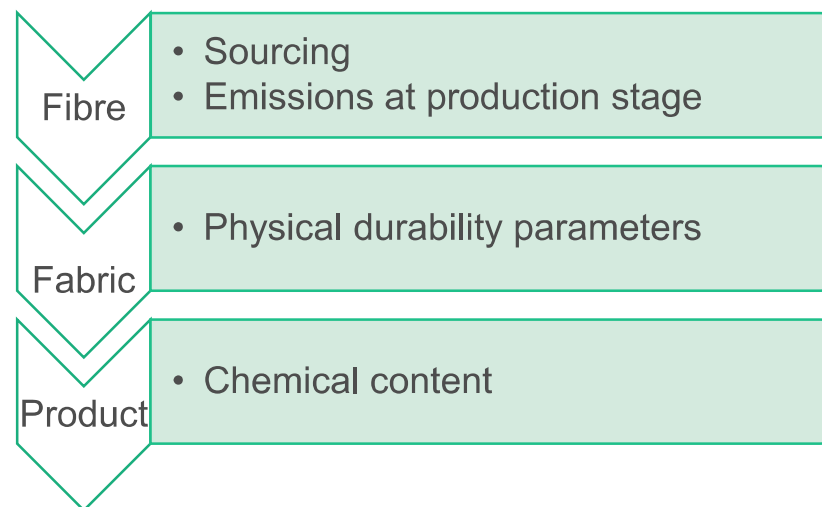 Fibre
• Sourcing
• Emissions at production stage
Fabric
• Physical durability parameters
Product
• Chemical content